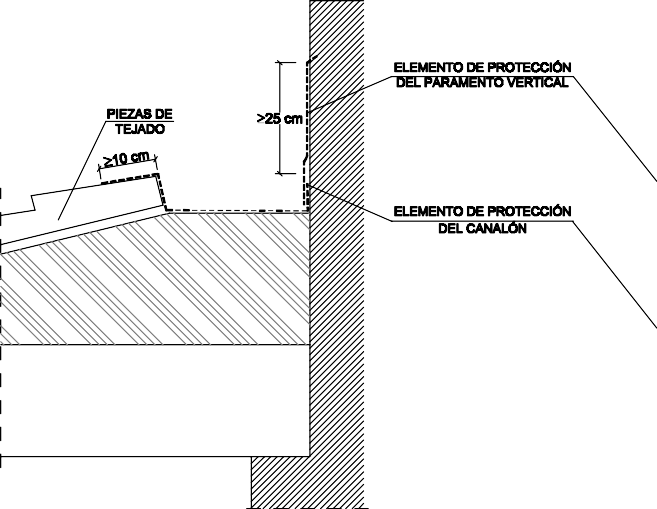 ELEMENTO DE PROTECCIÓN
DEL PARAMENTO VERTICAL
PIEZAS DE
TEJADO
>25 cm
≥10 cm
ELEMENTO DE PROTECCIÓN
DEL CANALÓN